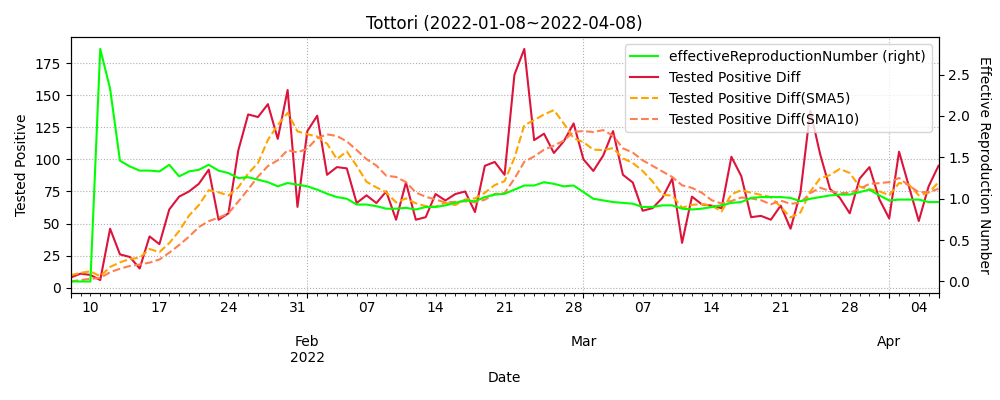 Tottori (2022-01-08~2022-04-08)
effectiveReproductionNumber (right)
Tested Positive Diff
Tested Positive Diff(SMA5)
Tested Positive Diff(SMA10)
Tested Positive
175
150
125
100
75
50
25
0
Effective Reproduction Number
2.5
2.0
1.5
1.0
0.5
0.0
10 17 24 31 07 14 21 28 07 14 21 28 04
Feb Mar Apr
2022
Date